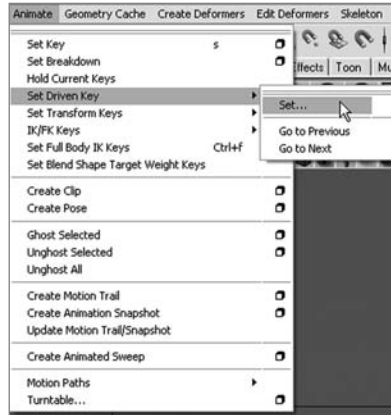 Animate Geometry Cache Create Deformers Edit Deformers Skeleton
Set Key s
Set Breakdown
Hold Current Keys
Set Driven Key
Set Transform Keys
IK/FK Keys
Set Full Body IK Keys Ctrl+f
Set Blend Shape Target Weight Keys
Create Clip
Create Pose
Ghost Selected
Unghost Selected
Unghost All
Create Motion Trail
Create Animation Snapshot
Update Motion Trail/Snapshot
Create Animated Sweep
Motion Paths
Turntable...
ffects Toon Mu
Set...
Go to Previous
Go to Next